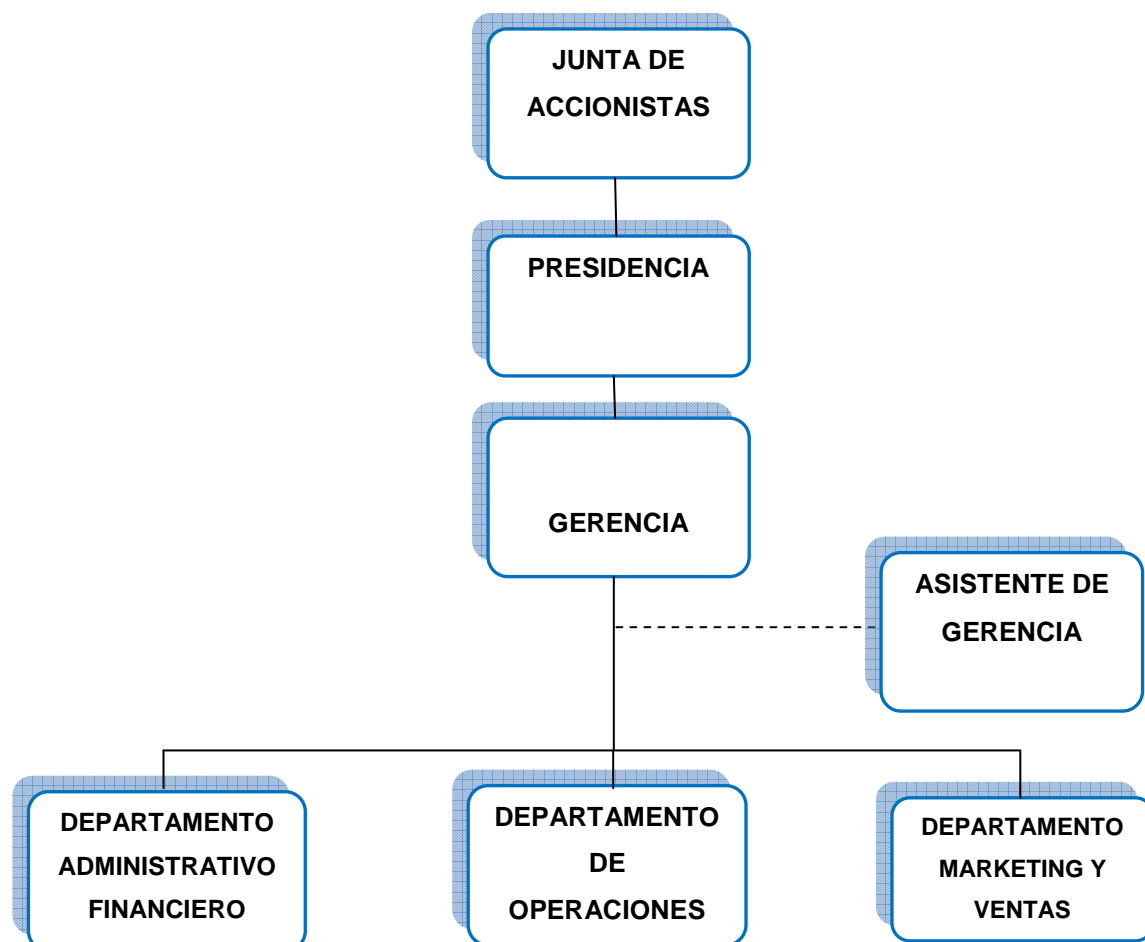 JUNTA DE
ACCIONISTAS
PRESIDENCIA
GERENCIA
ASISTENTE DE
GERENCIA
DEPARTAMENTO
ADMINISTRATIVO
FINANCIERO
DEPARTAMENTO
DE
OPERACIONES
DEPARTAMENTO
MARKETING Y
VENTAS